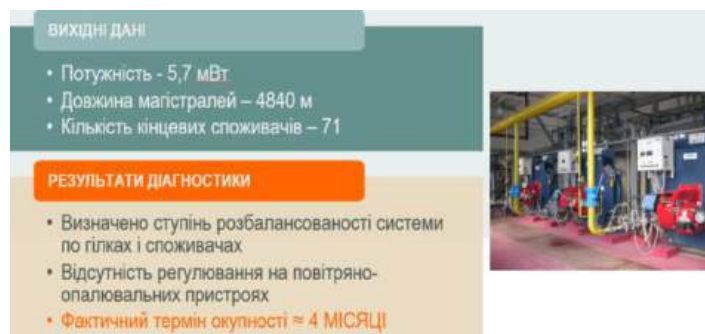 ВИХІДНІ ДАНІ
• Потужність - 5,7 мВт
• Довжина магістралей – 4840 м
• Кількість кінцевих споживачів – 71
РЕЗУЛЬТАТИ ДІАГНОСТИКИ
• Визначено ступінь розбалансованості системи
по гілках і споживачах
• Відсутність регулювання на повітряно-
опалювальних пристроях
• Фактичний термін окупності ≈ 4 МІСЯЦІ